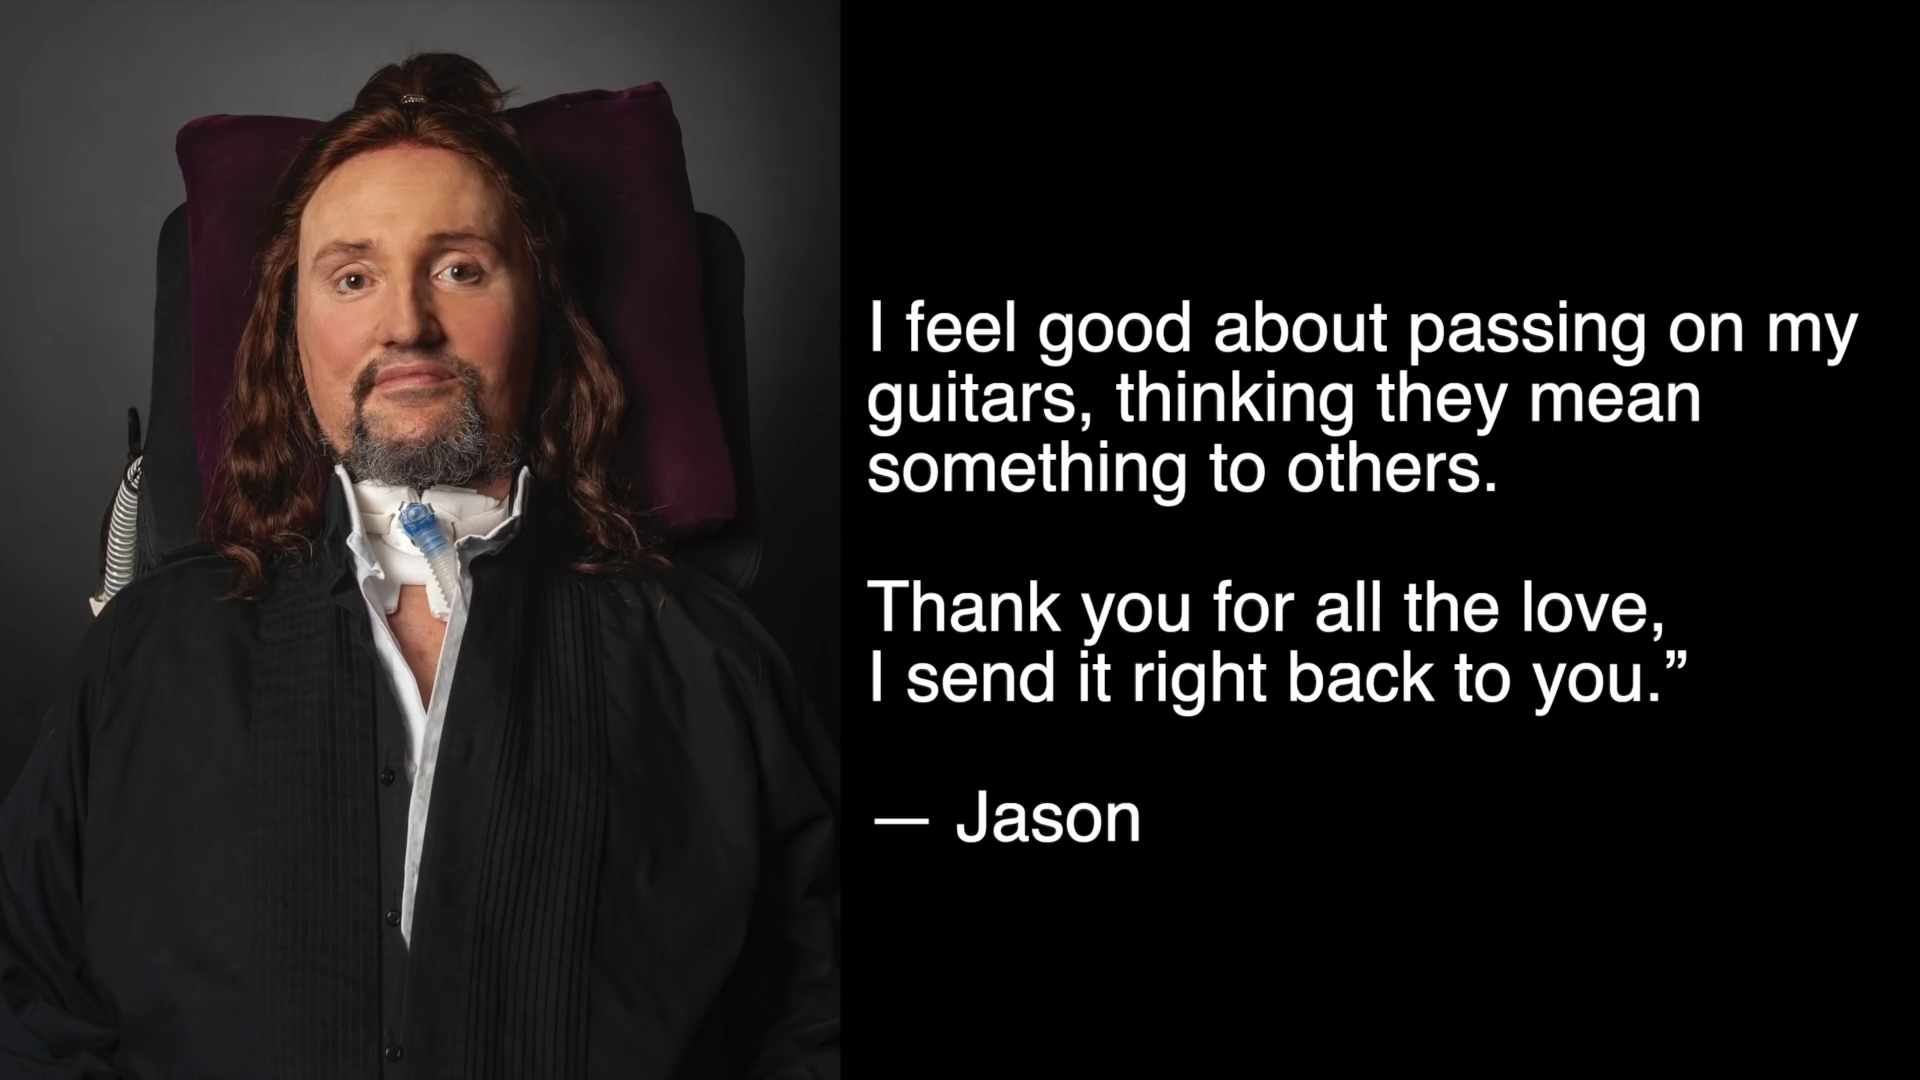 I feel good about passing on my
guitars, thinking they mean
something to others.
Thank you for all the love,
I send it right back to you.”
— Jason